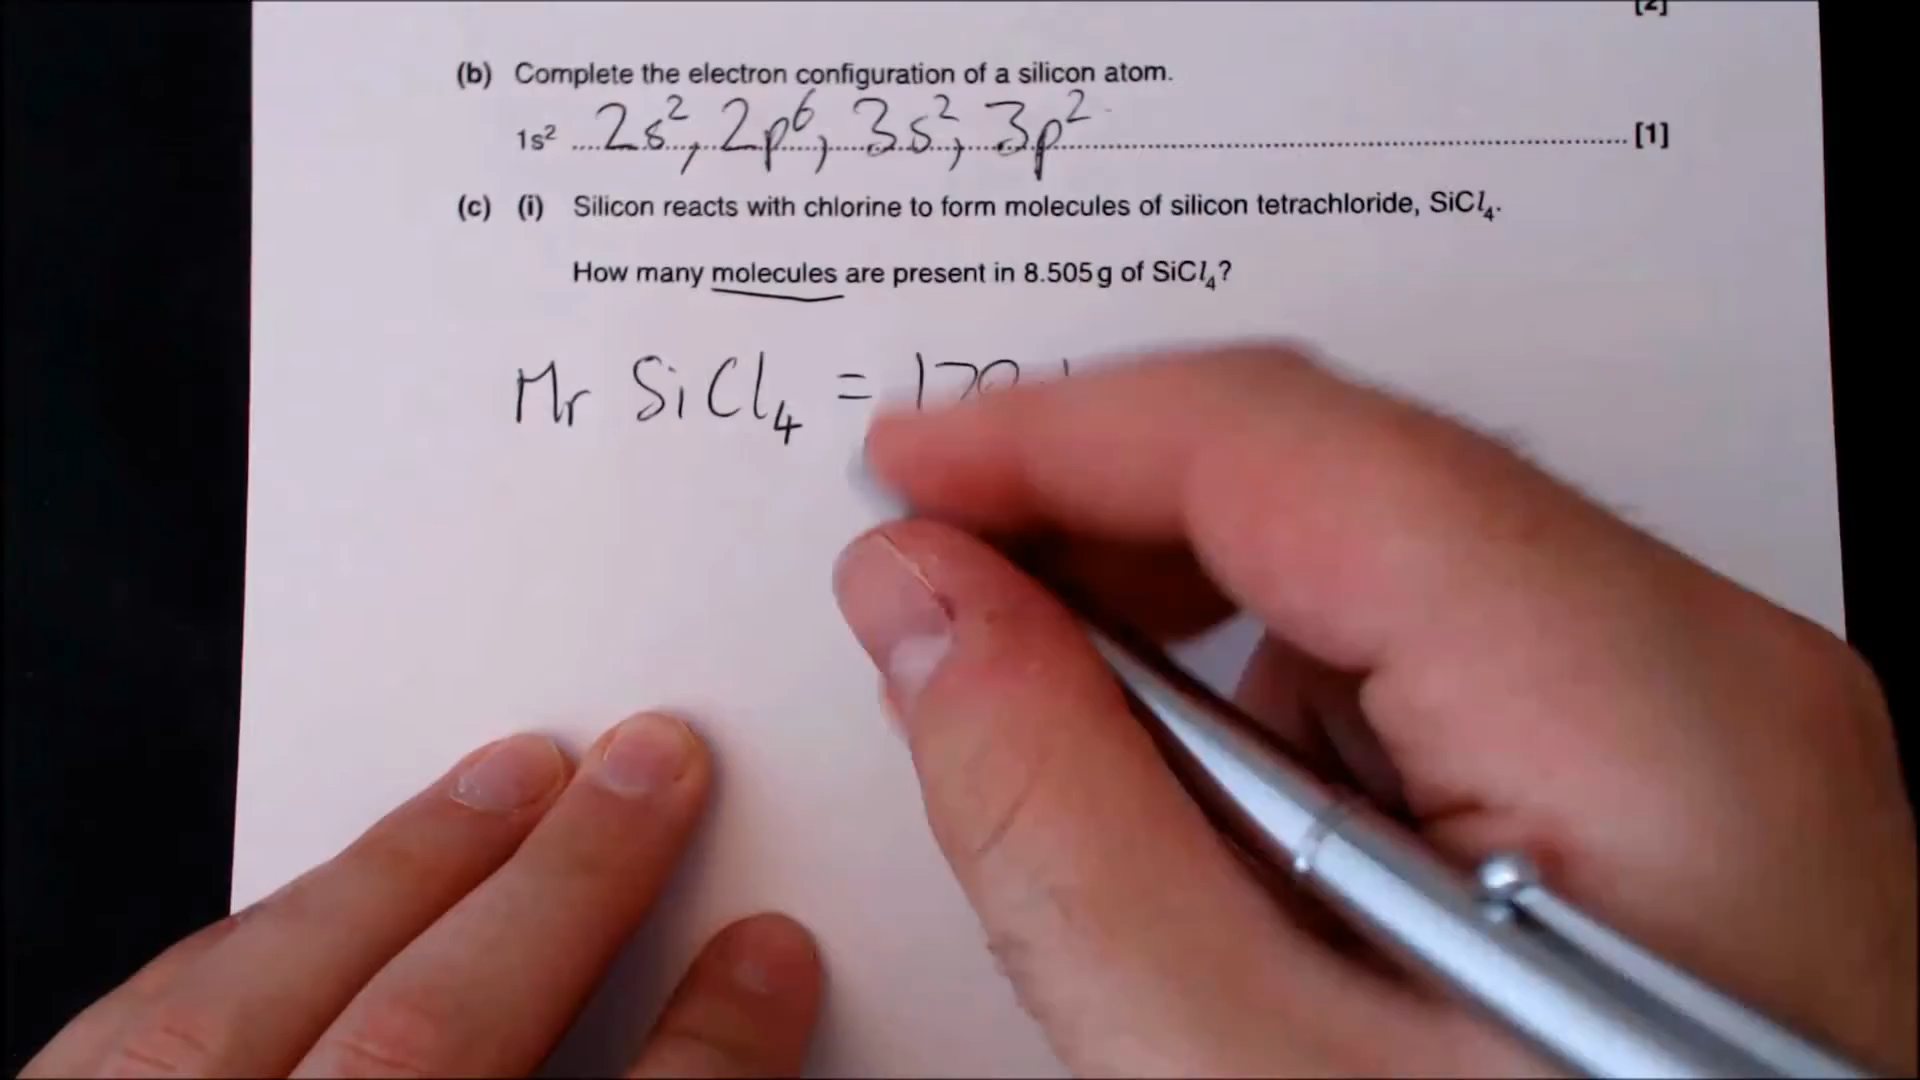 [2]
(b) Complete the electron configuration of a silicon atom.
1s² .... 2s², 2p⁶, 3s², 3p² .... [1]
(c) (i) Silicon reacts with chlorine to form molecules of silicon tetrachloride, SiCl₄.
How many molecules are present in 8.505 g of SiCl₄?
Mr SiCl₄ =